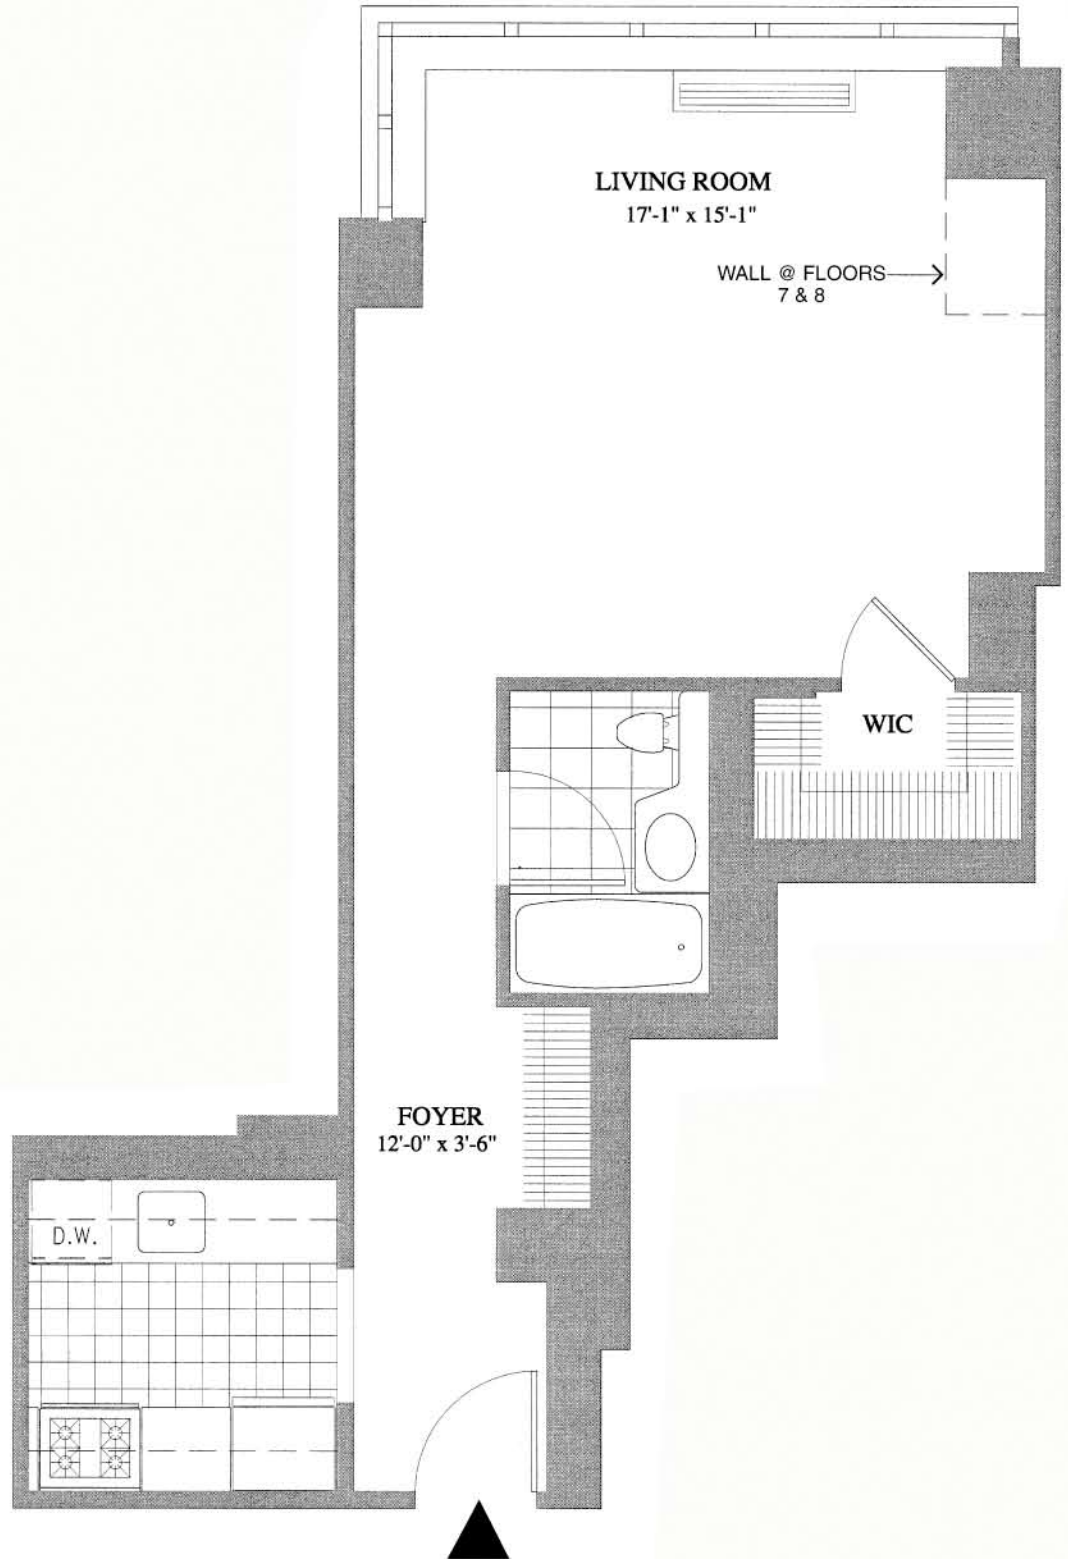 LIVING ROOM
17'-1" x 15'-1"
WALL @ FLOORS
7 & 8
WIC
FOYER
12'-0" x 3'-6"
D.W.